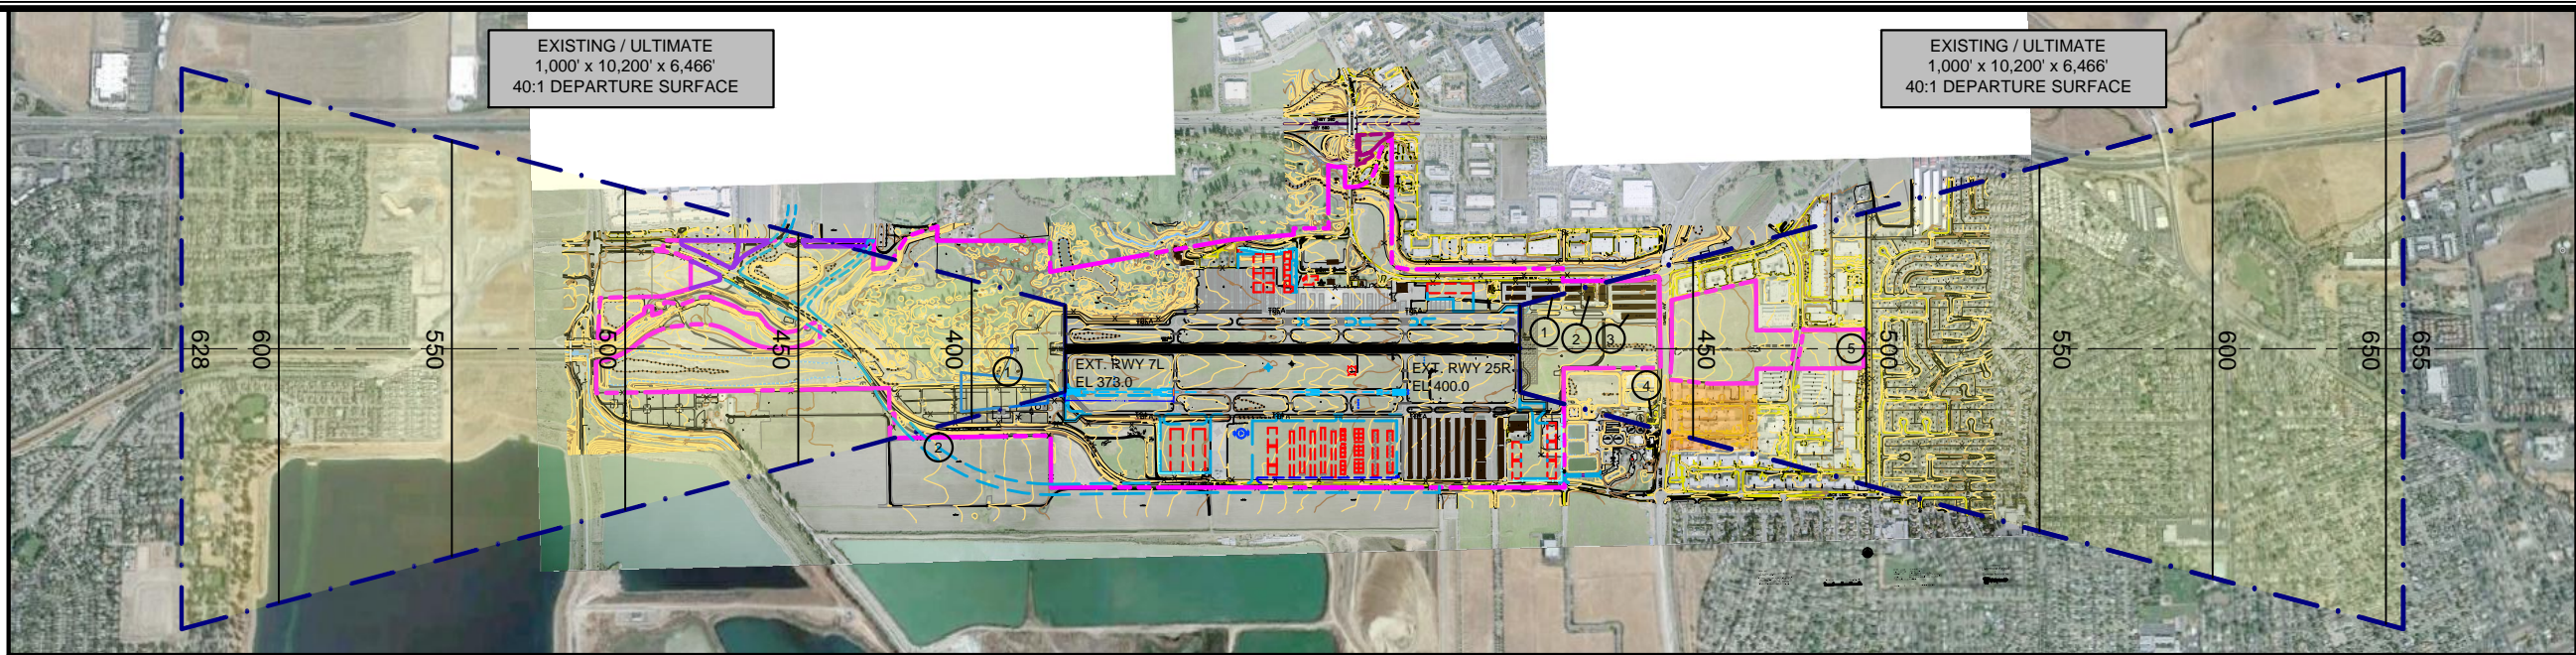 EXISTING / ULTIMATE
1,000' x 10,200' x 6,466'
40:1 DEPARTURE SURFACE
EXISTING / ULTIMATE
1,000' x 10,200' x 6,466'
40:1 DEPARTURE SURFACE
628
600
550
500
450
400
1
2
EXT. RWY 7L
EL 373.0
EXT. RWY 25R
EL 400.0
1
2
3
4
450
5
500
550
600
650
655